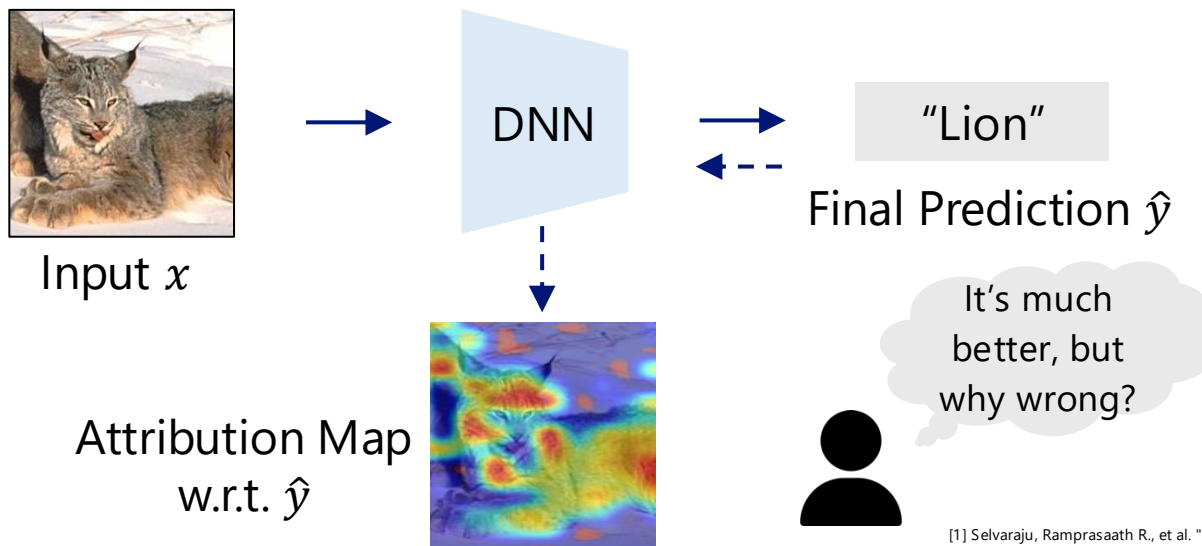 DNN
“Lion”
Final Prediction ŷ
Input x
It’s much
better, but
why wrong?
Attribution Map
w.r.t. ŷ
[1] Selvaraju, Ramprasaath R., et al. "